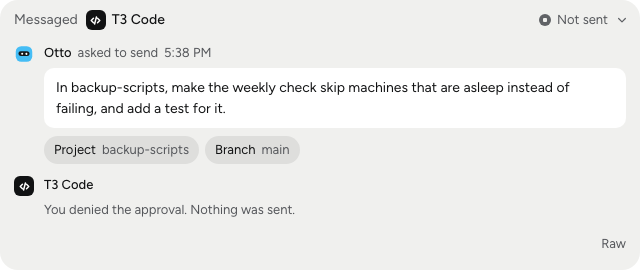 Messaged T3 Code Not sent
Otto asked to send 5:38 PM
In backup-scripts, make the weekly check skip machines that are asleep instead of
failing, and add a test for it.
Project backup-scripts Branch main
T3 Code
You denied the approval. Nothing was sent.
Raw